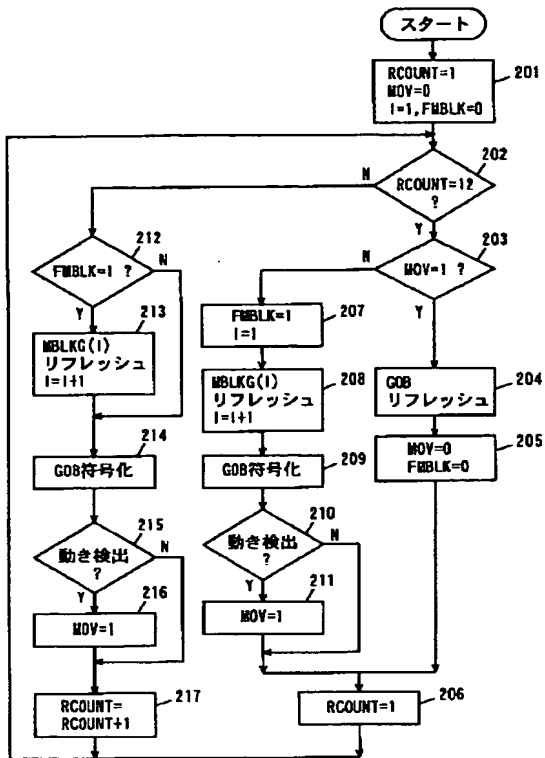 スタート
RCOUNT=1
MOV=0
I=1,FMBLK=0
201
202
RCOUNT=12
?
N
Y
203
MOV=1 ?
N
Y
212
FMBLK=1 ?
N
Y
213
MBLKG(I)
リフレッシュ
I=I+1
FMBLK=1
I=1
207
MBLKG(I)
リフレッシュ
I=I+1
208
GOB
リフレッシュ
204
MOV=0
FMBLK=0
205
214
GOB符号化
GOB符号化
209
215
動き検出
?
N
Y
210
動き検出
?
N
Y
216
MOV=1
211
MOV=1
RCOUNT=
RCOUNT+1
217
RCOUNT=1
206